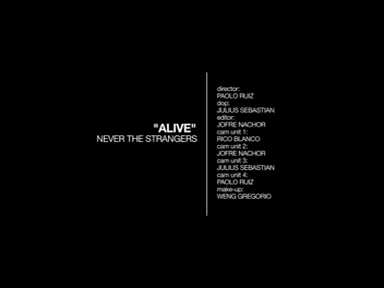 "ALIVE"
NEVER THE STRANGERS
director:
PAOLO RUIZ
dop:
JULIUS SEBASTIAN
editor:
JOFRE NACHOR
cam unit 1:
RICO BLANCO
cam unit 2:
JOFRE NACHOR
cam unit 3:
JULIUS SEBASTIAN
cam unit 4:
PAOLO RUIZ
make-up:
WENG GREGORIO